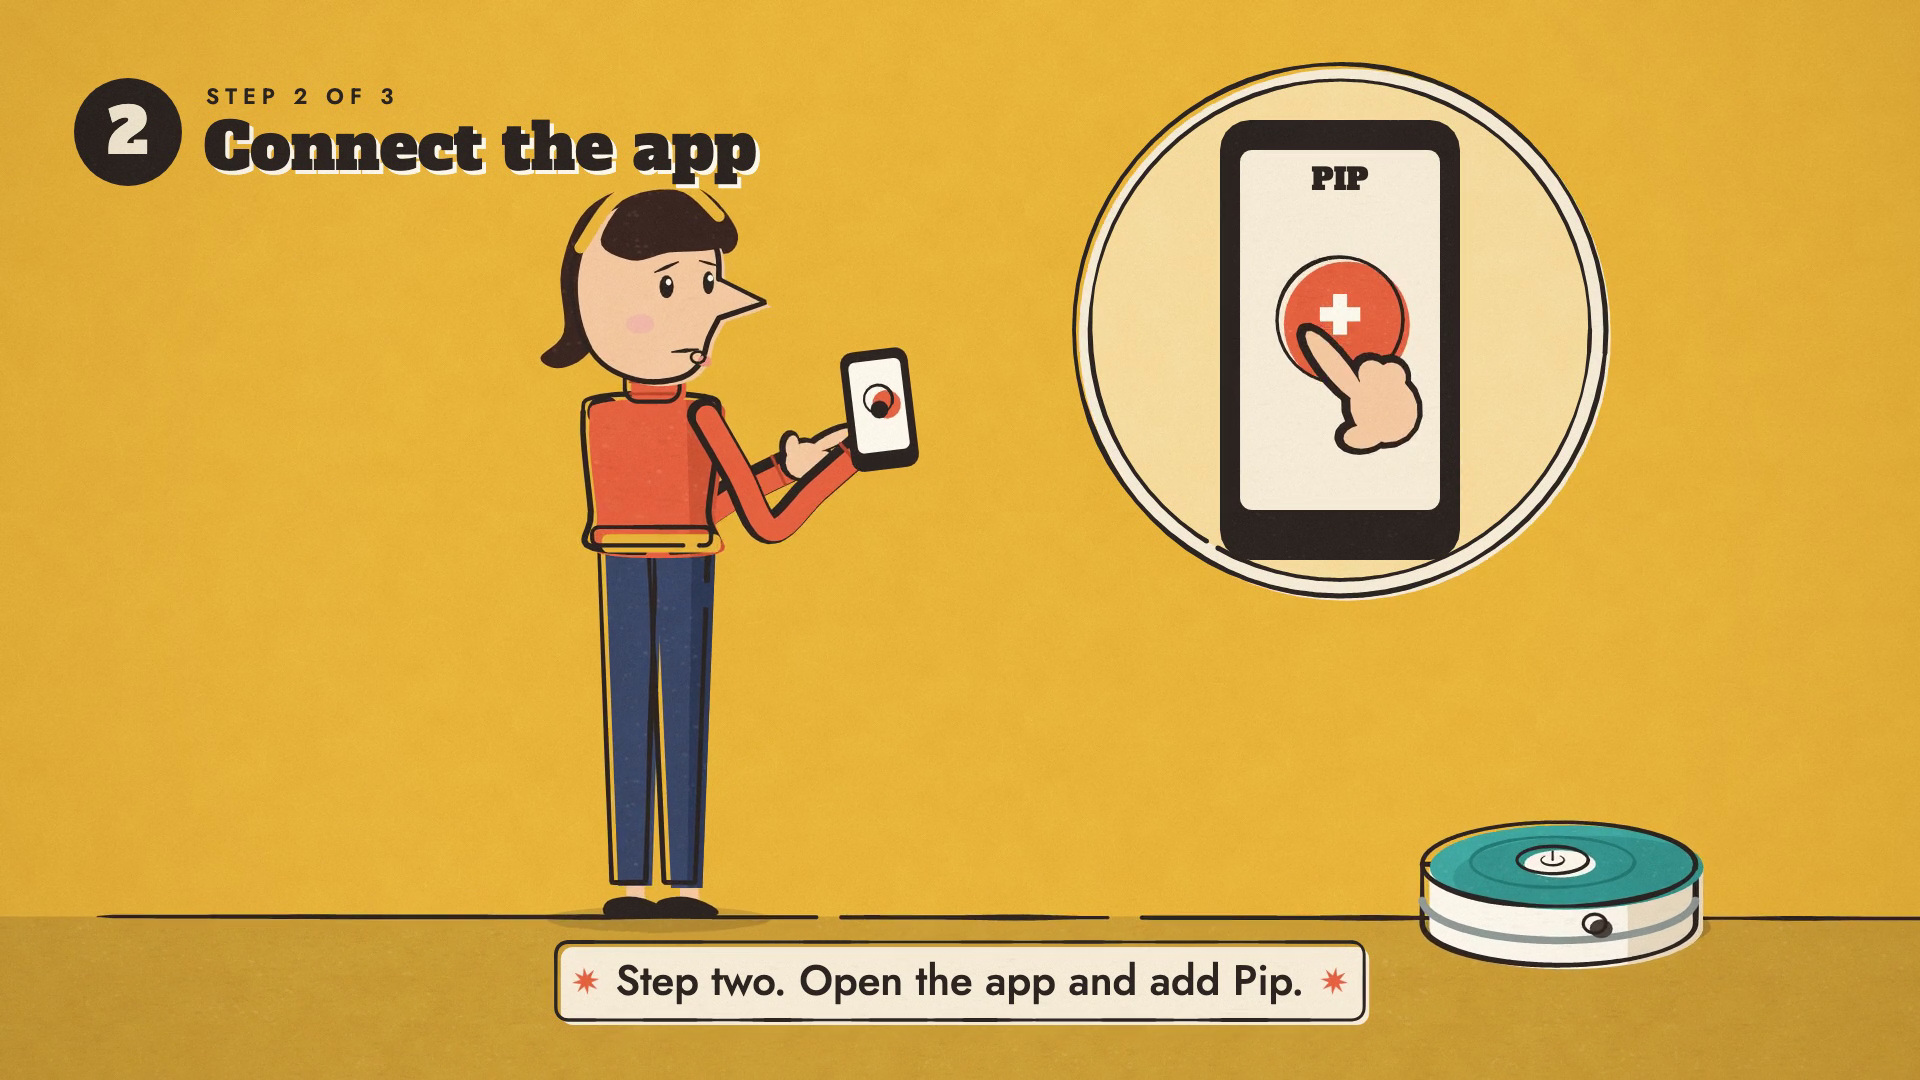 2
STEP 2 OF 3
Connect the app
PIP
Step two. Open the app and add Pip.